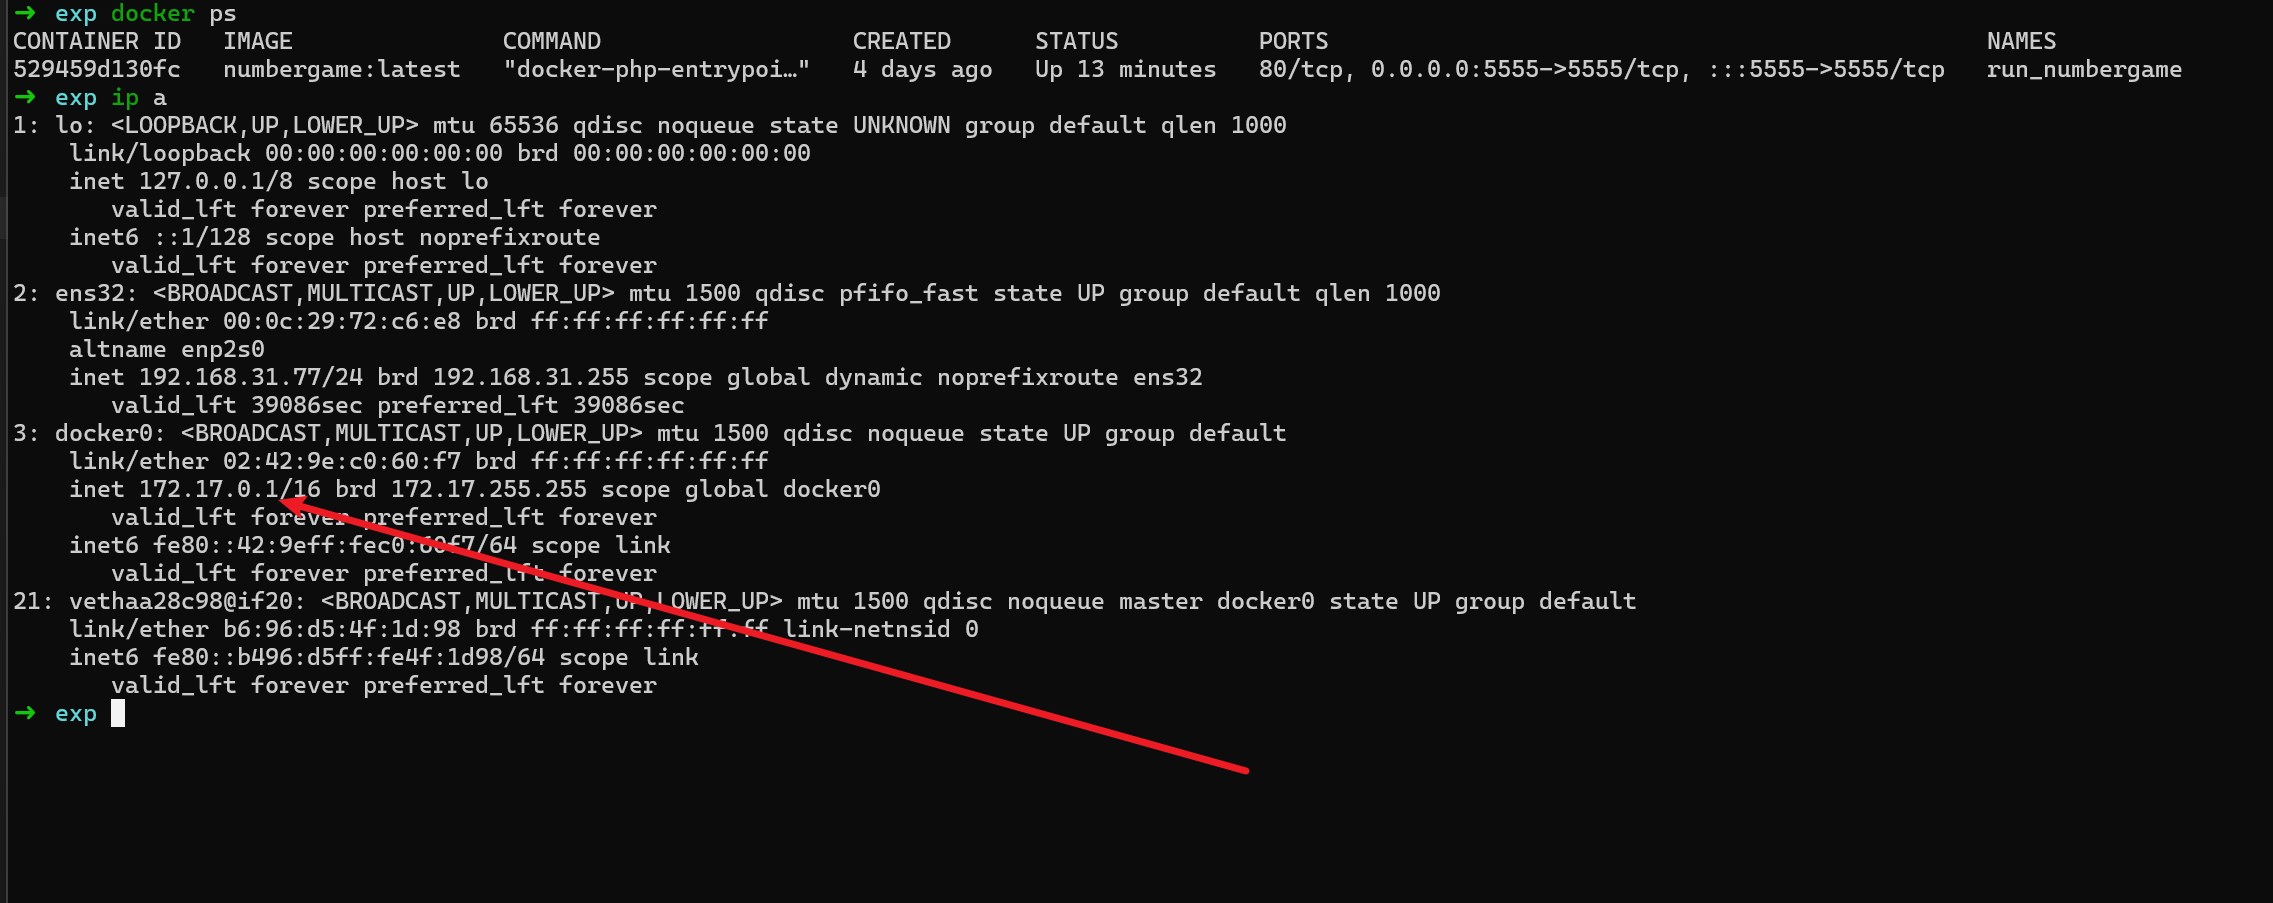 ➜ exp docker ps
CONTAINER ID   IMAGE               COMMAND                  CREATED      STATUS          PORTS                                           NAMES
529459d130fc   numbergame:latest   "docker-php-entrypoi…"   4 days ago   Up 13 minutes   80/tcp, 0.0.0.0:5555->5555/tcp, :::5555->5555/tcp   run_numbergame
➜ exp ip a
1: lo: <LOOPBACK,UP,LOWER_UP> mtu 65536 qdisc noqueue state UNKNOWN group default qlen 1000
    link/loopback 00:00:00:00:00:00 brd 00:00:00:00:00:00
    inet 127.0.0.1/8 scope host lo
       valid_lft forever preferred_lft forever
    inet6 ::1/128 scope host noprefixroute
       valid_lft forever preferred_lft forever
2: ens32: <BROADCAST,MULTICAST,UP,LOWER_UP> mtu 1500 qdisc pfifo_fast state UP group default qlen 1000
    link/ether 00:0c:29:72:c6:e8 brd ff:ff:ff:ff:ff:ff
    altname enp2s0
    inet 192.168.31.77/24 brd 192.168.31.255 scope global dynamic noprefixroute ens32
       valid_lft 39086sec preferred_lft 39086sec
3: docker0: <BROADCAST,MULTICAST,UP,LOWER_UP> mtu 1500 qdisc noqueue state UP group default
    link/ether 02:42:9e:c0:60:f7 brd ff:ff:ff:ff:ff:ff
    inet 172.17.0.1/16 brd 172.17.255.255 scope global docker0
       valid_lft forever preferred_lft forever
    inet6 fe80::42:9eff:fec0:60f7/64 scope link
       valid_lft forever preferred_lft forever
21: vethaa28c98@if20: <BROADCAST,MULTICAST,UP,LOWER_UP> mtu 1500 qdisc noqueue master docker0 state UP group default
    link/ether b6:96:d5:4f:1d:98 brd ff:ff:ff:ff:ff:ff link-netnsid 0
    inet6 fe80::b496:d5ff:fe4f:1d98/64 scope link
       valid_lft forever preferred_lft forever
➜ exp